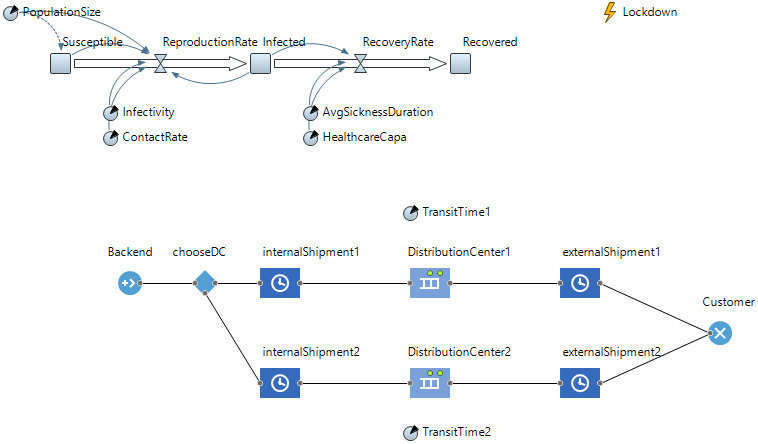 PopulationSize
Lockdown
Susceptible
ReproductionRate
Infected
RecoveryRate
Recovered
Infectivity
AvgSicknessDuration
ContactRate
HealthcareCapa
TransitTime1
Backend
chooseDC
internalShipment1
DistributionCenter1
externalShipment1
Customer
internalShipment2
DistributionCenter2
externalShipment2
TransitTime2